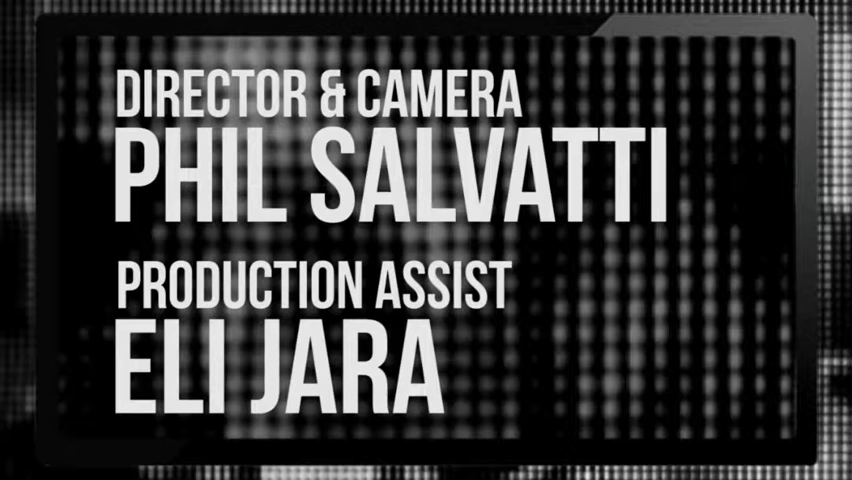 DIRECTOR & CAMERA
PHIL SALVATTI
PRODUCTION ASSIST
ELI JARA